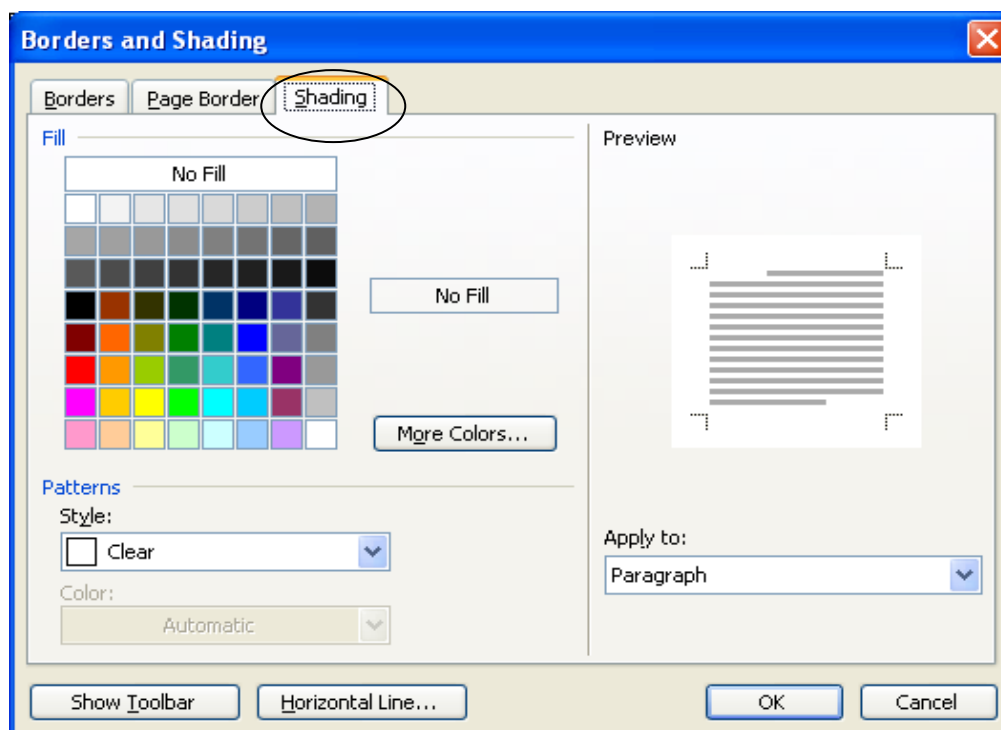 Borders and Shading
Borders Page Border Shading
Fill
No Fill
No Fill
More Colors...
Patterns
Style:
Clear
Color:
Automatic
Preview
Apply to:
Paragraph
Show Toolbar Horizontal Line... OK Cancel